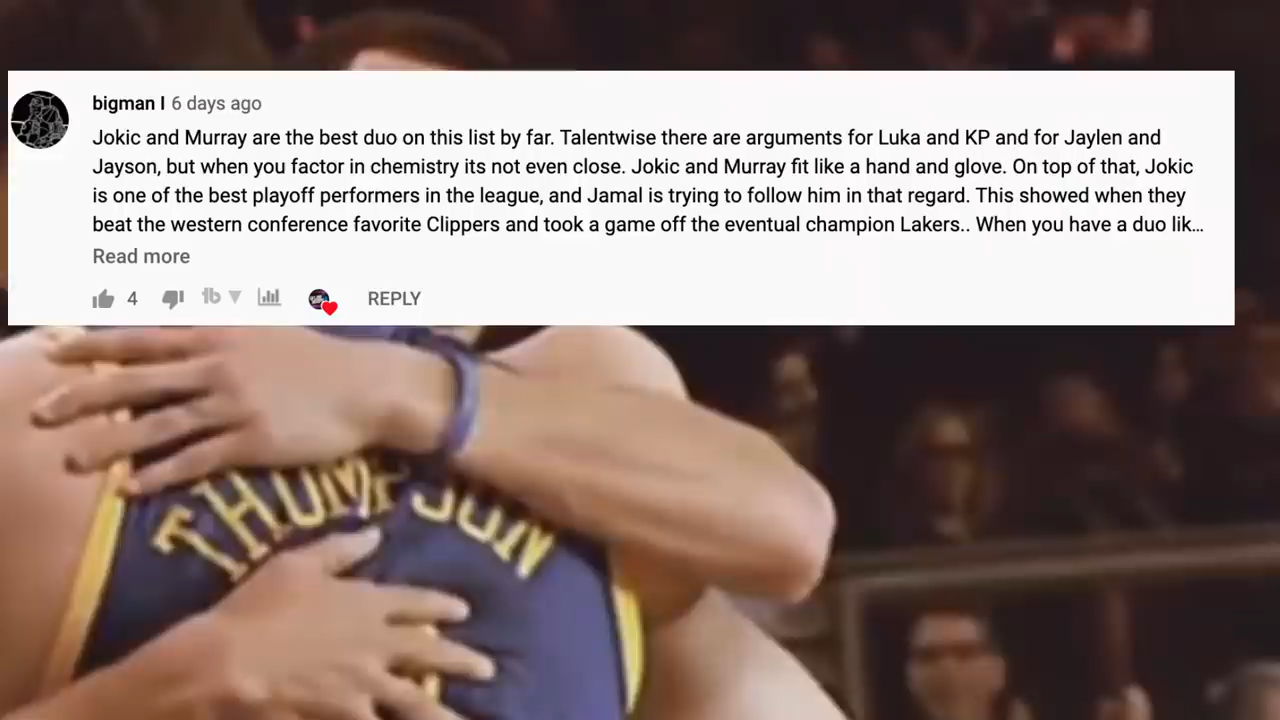 bigman I 6 days ago
Jokic and Murray are the best duo on this list by far. Talentwise there are arguments for Luka and KP and for Jaylen and
Jayson, but when you factor in chemistry its not even close. Jokic and Murray fit like a hand and glove. On top of that, Jokic
is one of the best playoff performers in the league, and Jamal is trying to follow him in that regard. This showed when they
beat the western conference favorite Clippers and took a game off the eventual champion Lakers.. When you have a duo lik...
Read more
4 REPLY
THOMPSON